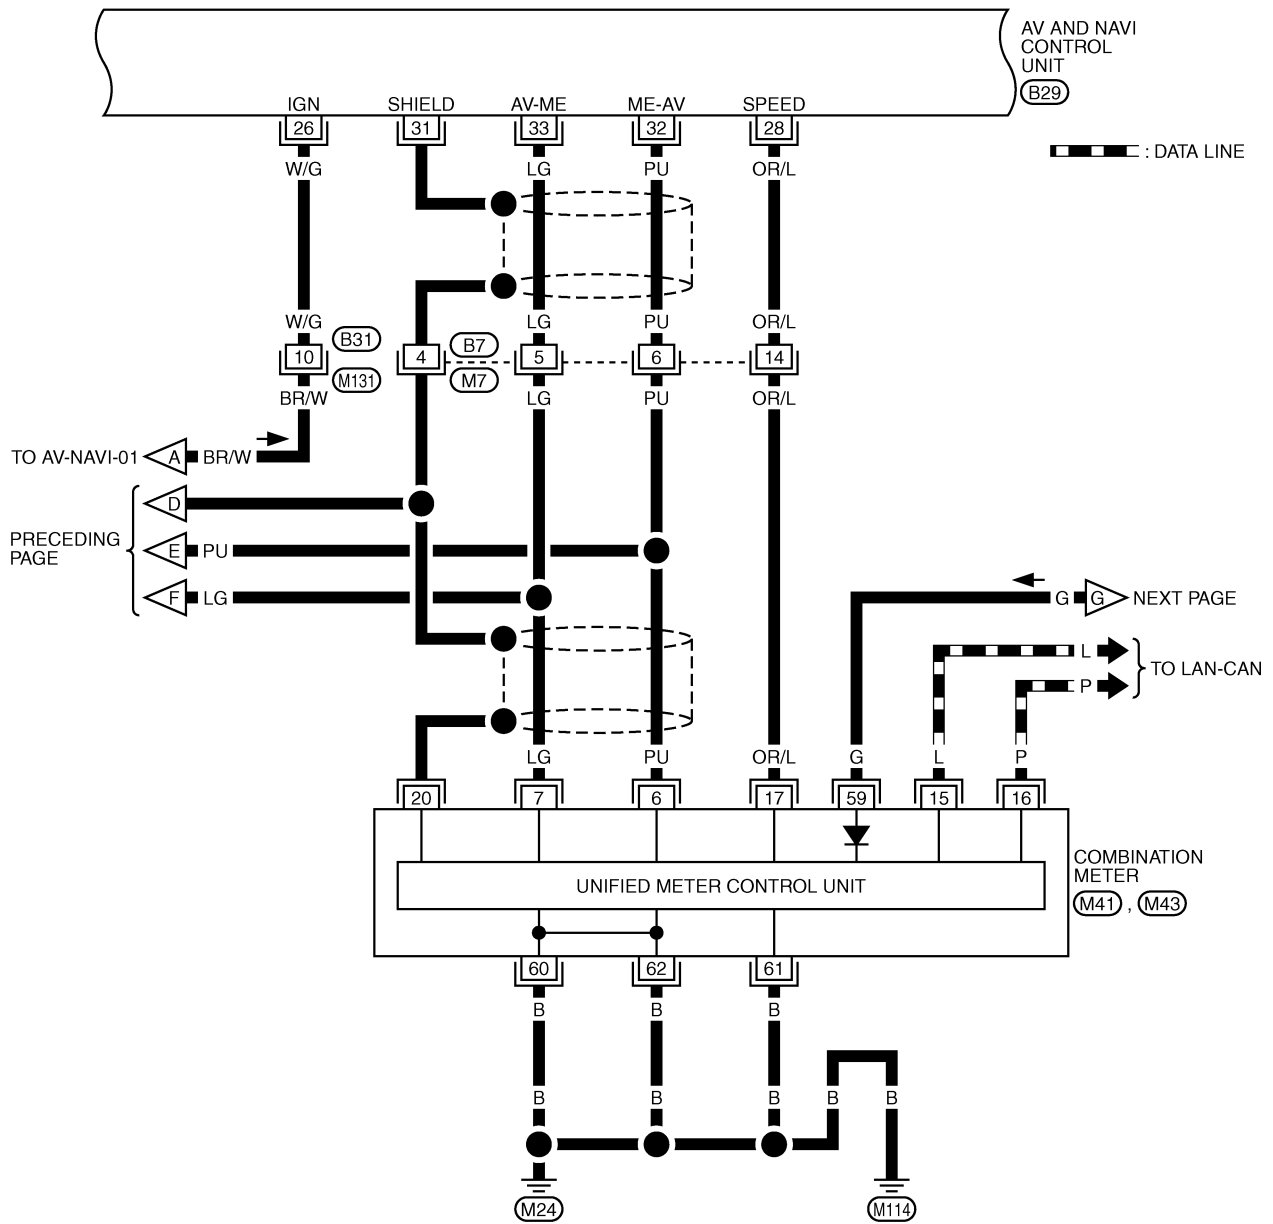 AV AND NAVI
CONTROL
UNIT
B29
IGN SHIELD AV-ME ME-AV SPEED
26 31 33 32 28
: DATA LINE
W/G LG PU OR/L
W/G LG PU OR/L
B31 B7
10 4 5 6 14
M131 M7
BR/W LG PU OR/L
TO AV-NAVI-01 A BR/W
D
PRECEDING
PAGE
E PU
F LG
G G NEXT PAGE
L
TO LAN-CAN
P
LG PU OR/L G L P
20 7 6 17 59 15 16
UNIFIED METER CONTROL UNIT
COMBINATION
METER
M41 , M43
60 62 61
B B B
B B B B B
M24 M114